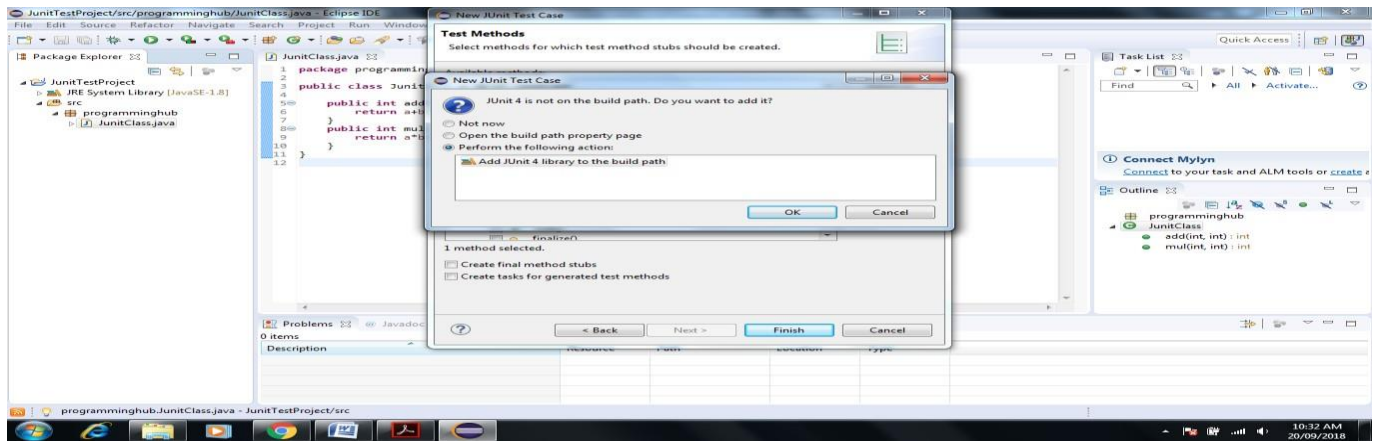 JunitTestProject/src/programminghub/JunitClass.java - Eclipse IDE
File Edit Source Refactor Navigate Search Project Run Window
Quick Access
Package Explorer
JunitTestProject
JRE System Library [JavaSE-1.8]
src
programminghub
JunitClass.java
JunitClass.java
1 package programmin
2
3 public class Junit
4
5 public int add
6 return a+b
7 }
8 public int mul
9 return a*b
10 }
11 }
12
New JUnit Test Case
Test Methods
Select methods for which test method stubs should be created.
New JUnit Test Case
JUnit 4 is not on the build path. Do you want to add it?
Not now
Open the build path property page
Perform the following action:
Add JUnit 4 library to the build path
OK Cancel
finalize()
1 method selected.
Create final method stubs
Create tasks for generated test methods
< Back Next > Finish Cancel
Task List
Find All Activate...
Connect Mylyn
Connect to your task and ALM tools or create a
Outline
programminghub
JunitClass
add(int, int) : int
mul(int, int) : int
Problems Javadoc
0 items
Description Resource Path Location Type
programminghub.JunitClass.java - JunitTestProject/src
10:32 AM
20/09/2018